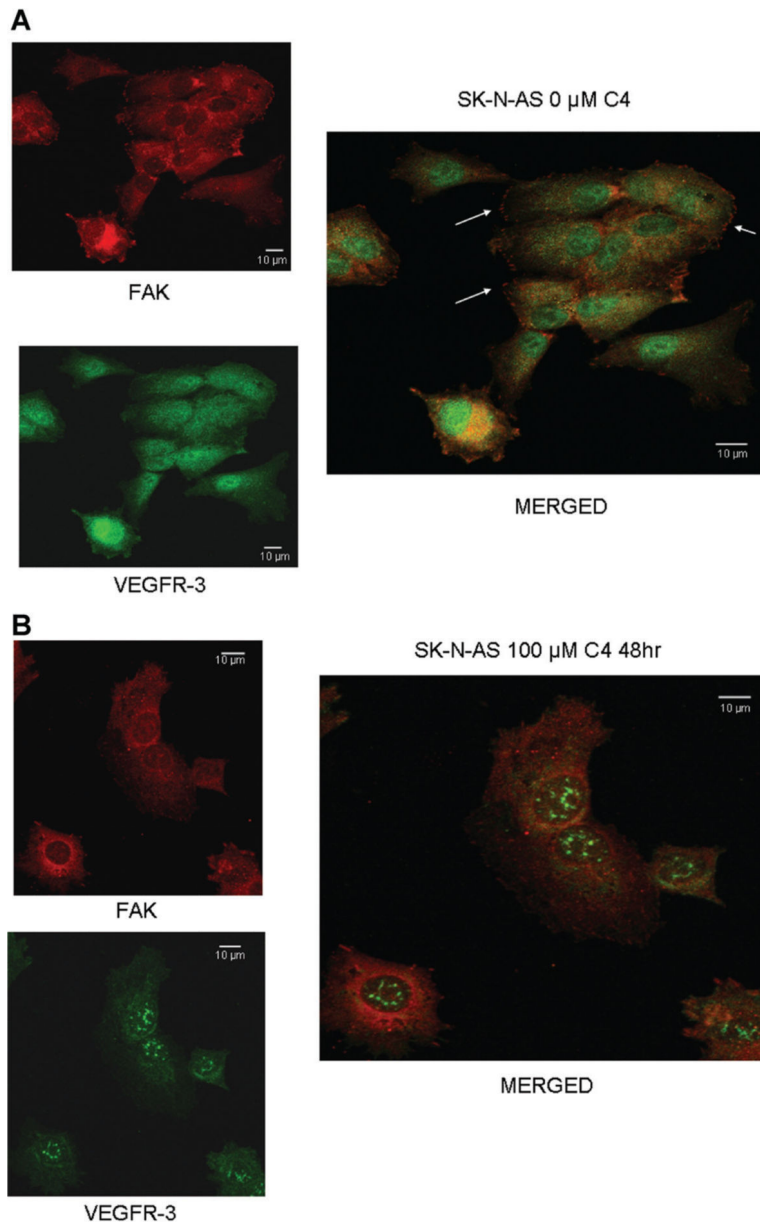 A
10 µm
FAK
SK-N-AS 0 µM C4
10 µm
MERGED
10 µm
VEGFR-3
B
10 µm
FAK
SK-N-AS 100 µM C4 48hr
10 µm
MERGED
10 µm
VEGFR-3